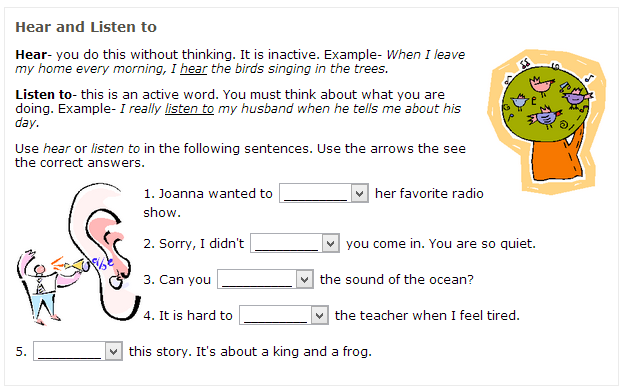 Hear and Listen to
Hear- you do this without thinking. It is inactive. Example- When I leave
my home every morning, I hear the birds singing in the trees.
Listen to- this is an active word. You must think about what you are
doing. Example- I really listen to my husband when he tells me about his
day.
Use hear or listen to in the following sentences. Use the arrows the see
the correct answers.
1. Joanna wanted to __________ her favorite radio
show.
2. Sorry, I didn't __________ you come in. You are so quiet.
3. Can you __________ the sound of the ocean?
4. It is hard to __________ the teacher when I feel tired.
5. __________ this story. It's about a king and a frog.